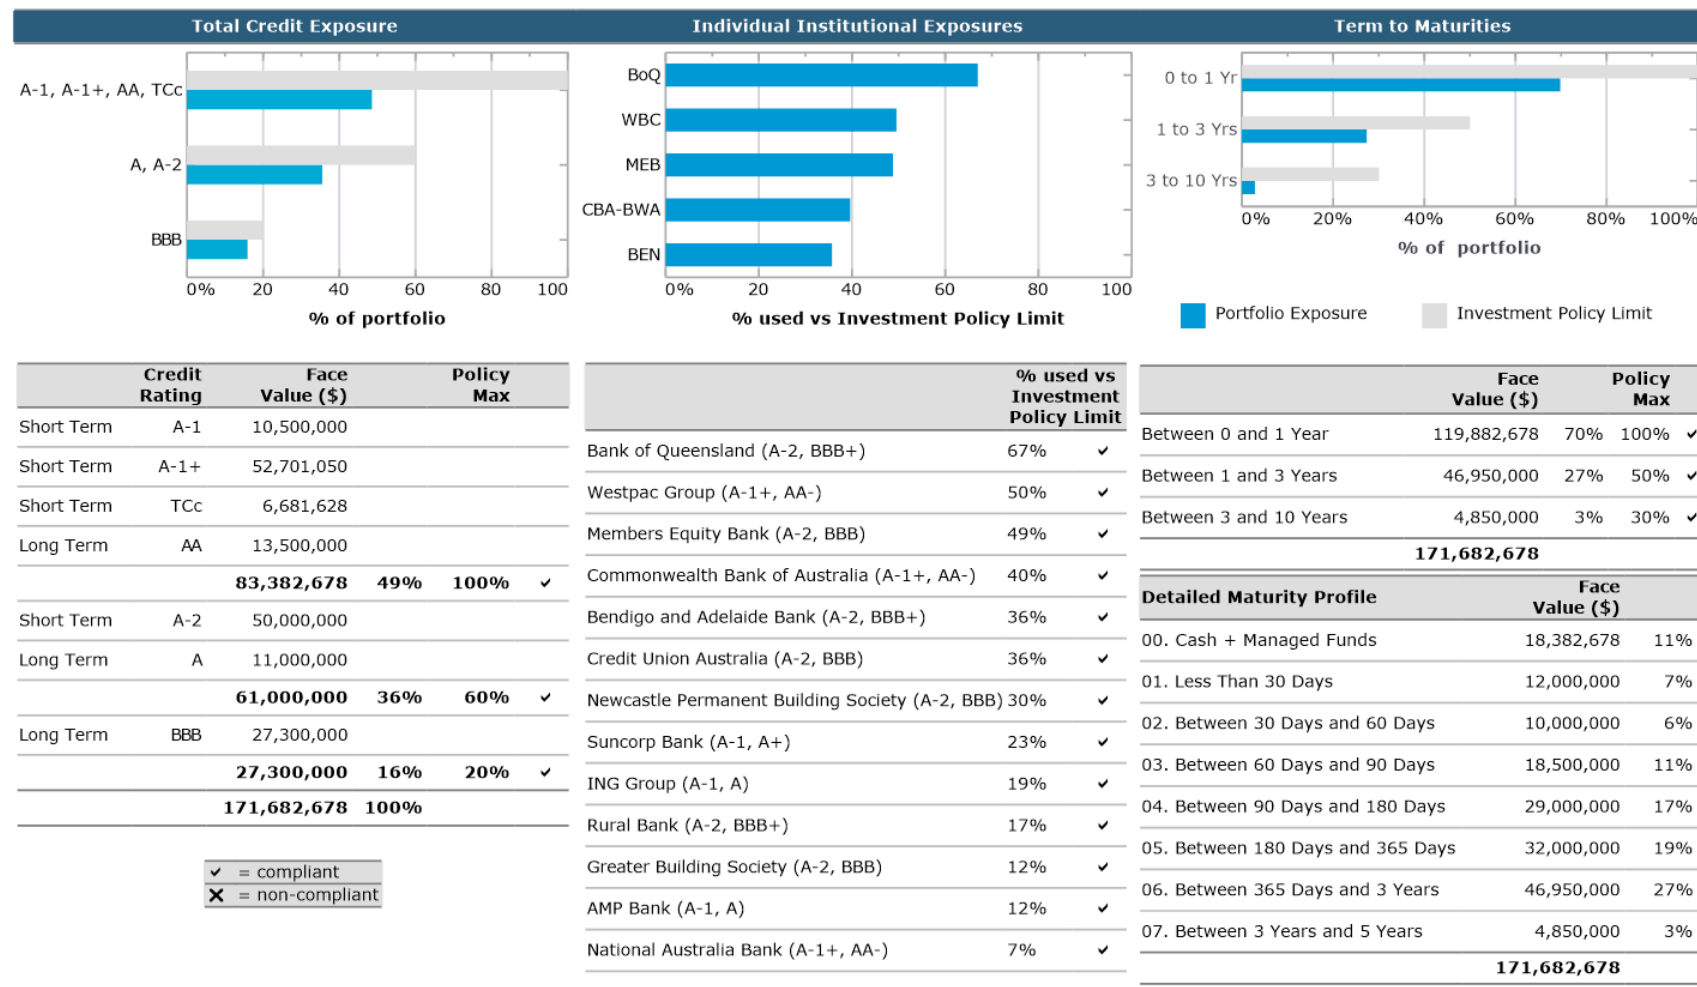 Total Credit Exposure
A-1, A-1+, AA, TCc
A, A-2
BBB
0% 20 40 60 80 100
% of portfolio
Individual Institutional Exposures
BoQ
WBC
MEB
CBA-BWA
BEN
0% 20 40 60 80 100
% used vs Investment Policy Limit
Term to Maturities
0 to 1 Yr
1 to 3 Yrs
3 to 10 Yrs
0% 20% 40% 60% 80% 100%
% of portfolio
Portfolio Exposure Investment Policy Limit
Credit Face Policy
Rating Value ($) Max
Short Term A-1 10,500,000
Short Term A-1+ 52,701,050
Short Term TCc 6,681,628
Long Term AA 13,500,000
83,382,678 49% 100% ✔
Short Term A-2 50,000,000
Long Term A 11,000,000
61,000,000 36% 60% ✔
Long Term BBB 27,300,000
27,300,000 16% 20% ✔
171,682,678 100%
✔ = compliant
✘ = non-compliant
% used vs
Investment
Policy Limit
Bank of Queensland (A-2, BBB+) 67% ✔
Westpac Group (A-1+, AA-) 50% ✔
Members Equity Bank (A-2, BBB) 49% ✔
Commonwealth Bank of Australia (A-1+, AA-) 40% ✔
Bendigo and Adelaide Bank (A-2, BBB+) 36% ✔
Credit Union Australia (A-2, BBB) 36% ✔
Newcastle Permanent Building Society (A-2, BBB) 30% ✔
Suncorp Bank (A-1, A+) 23% ✔
ING Group (A-1, A) 19% ✔
Rural Bank (A-2, BBB+) 17% ✔
Greater Building Society (A-2, BBB) 12% ✔
AMP Bank (A-1, A) 12% ✔
National Australia Bank (A-1+, AA-) 7% ✔
Face Policy
Value ($) Max
Between 0 and 1 Year 119,882,678 70% 100% ✔
Between 1 and 3 Years 46,950,000 27% 50% ✔
Between 3 and 10 Years 4,850,000 3% 30% ✔
171,682,678
Detailed Maturity Profile Face
Value ($)
00. Cash + Managed Funds 18,382,678 11%
01. Less Than 30 Days 12,000,000 7%
02. Between 30 Days and 60 Days 10,000,000 6%
03. Between 60 Days and 90 Days 18,500,000 11%
04. Between 90 Days and 180 Days 29,000,000 17%
05. Between 180 Days and 365 Days 32,000,000 19%
06. Between 365 Days and 3 Years 46,950,000 27%
07. Between 3 Years and 5 Years 4,850,000 3%
171,682,678